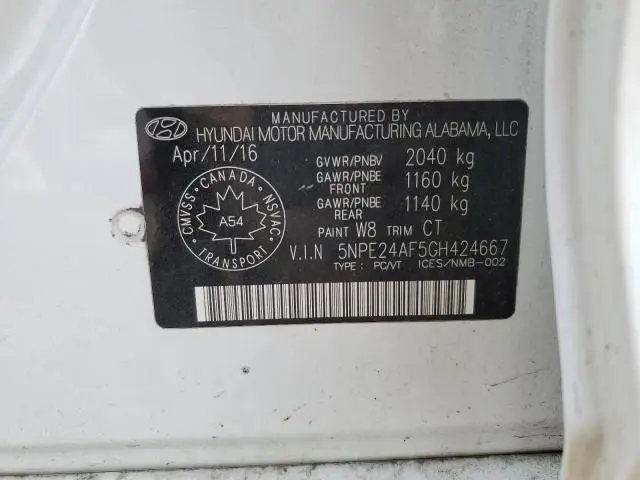 MANUFACTURED BY
HYUNDAI MOTOR MANUFACTURING ALABAMA, LLC
Apr/11/16
GVWR/PNBV 2040 kg
GAWR/PNBE FRONT 1160 kg
GAWR/PNBE REAR 1140 kg
PAINT W8 TRIM CT
CANADA
CMVSS NSVAC
A54
TRANSPORT
V.I.N 5NPE24AF5GH424667
TYPE : PC/VT ICES/NMB-002